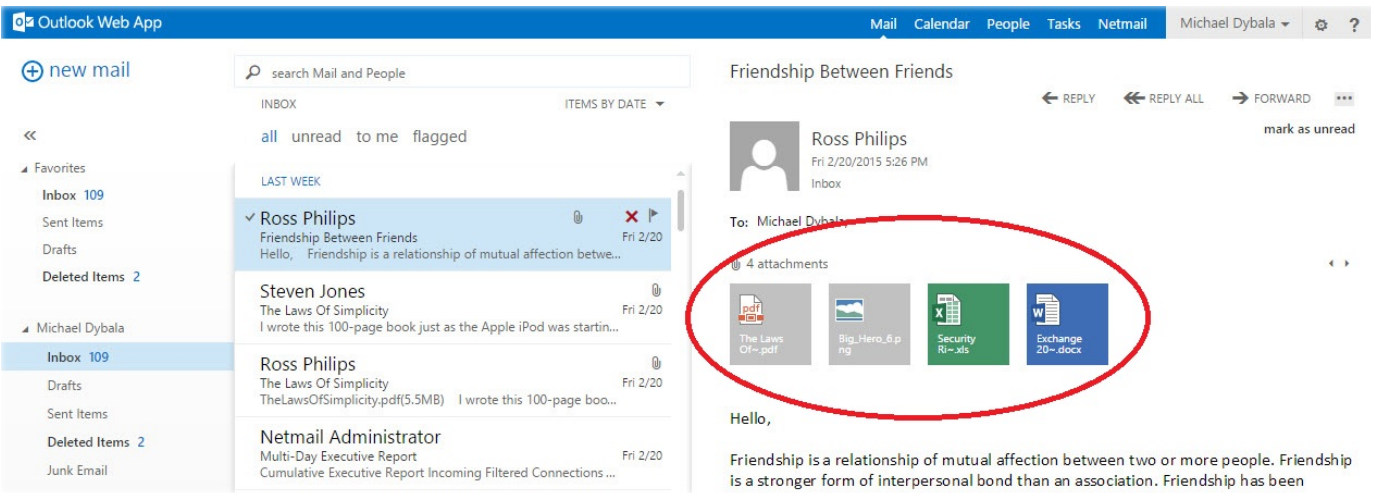 Outlook Web App
Mail Calendar People Tasks Netmail Michael Dybala ?
new mail
Favorites
Inbox 109
Sent Items
Drafts
Deleted Items 2
Michael Dybala
Inbox 109
Drafts
Sent Items
Deleted Items 2
Junk Email
search Mail and People
INBOX ITEMS BY DATE
all unread to me flagged
LAST WEEK
Ross Philips
Friendship Between Friends Fri 2/20
Hello, Friendship is a relationship of mutual affection betwe...
Steven Jones
The Laws Of Simplicity Fri 2/20
I wrote this 100-page book just as the Apple iPod was startin...
Ross Philips
The Laws Of Simplicity Fri 2/20
TheLawsOfSimplicity.pdf(5.5MB) I wrote this 100-page boo...
Netmail Administrator
Multi-Day Executive Report Fri 2/20
Cumulative Executive Report Incoming Filtered Connections ...
Friendship Between Friends
REPLY REPLY ALL FORWARD ...
mark as unread
Ross Philips
Fri 2/20/2015 5:26 PM
Inbox
To: Michael Dybala;
4 attachments
pdf
The Laws
Of~.pdf
Big_Hero_6.p
ng
Security
Ri~.xls
Exchange
20~.docx
Hello,
Friendship is a relationship of mutual affection between two or more people. Friendship
is a stronger form of interpersonal bond than an association. Friendship has been